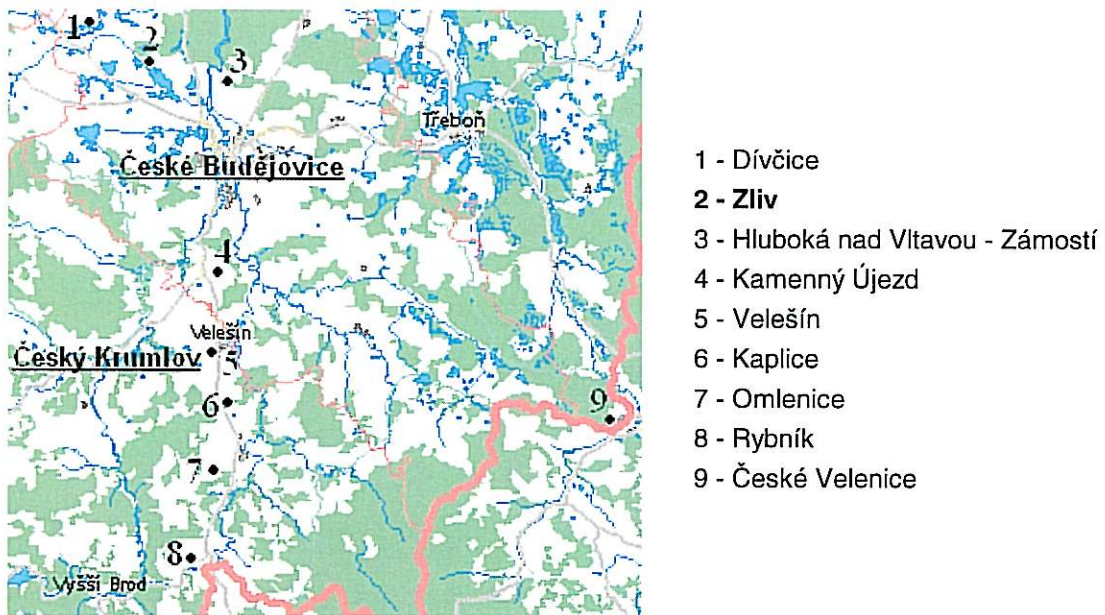 1
2
3
Třeboň
České Budějovice
4
Velešín
Český Krumlov
5
6
9
7
8
Vyšší Brod
1 - Dívčice
2 - Zliv
3 - Hluboká nad Vltavou - Zámostí
4 - Kamenný Újezd
5 - Velešín
6 - Kaplice
7 - Omlenice
8 - Rybník
9 - České Velenice